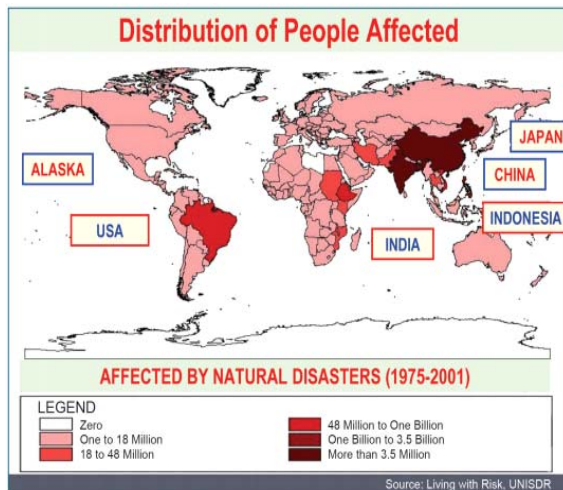 Distribution of People Affected
JAPAN
ALASKA
CHINA
USA
INDIA
INDONESIA
AFFECTED BY NATURAL DISASTERS (1975-2001)
LEGEND
Zero
One to 18 Million
18 to 48 Million
48 Million to One Billion
One Billion to 3.5 Billion
More than 3.5 Million
Source: Living with Risk, UNISDR